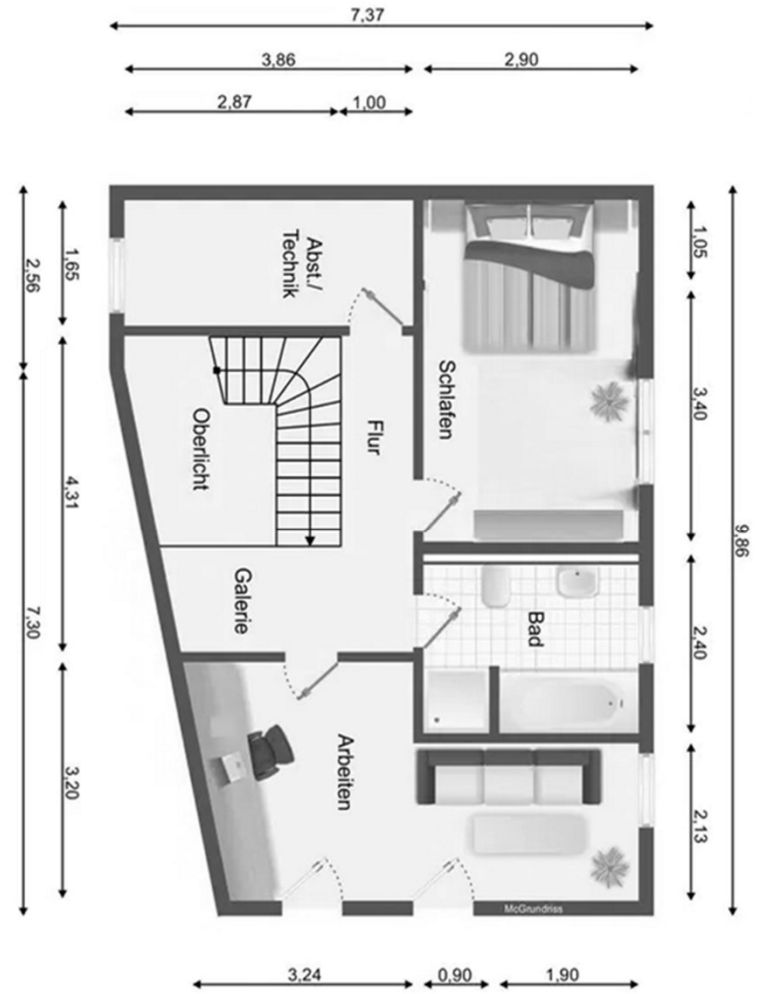 7,37
3,86
2,90
2,87
1,00
2,56
7,30
1,65
4,31
3,20
Abst./
Technik
Schlafen
Flur
Oberlicht
Galerie
Bad
Arbeiten
McGrundriss
1,05
3,40
2,40
2,13
9,86
3,24
0,90
1,90